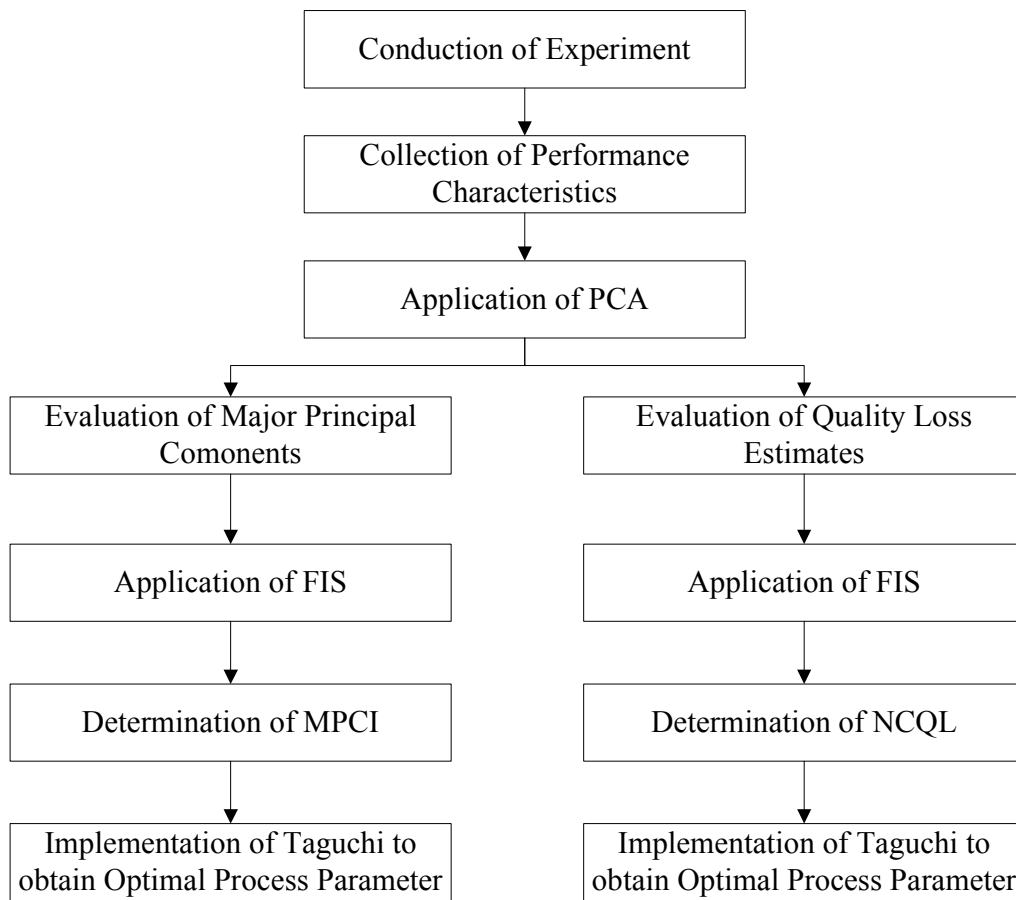 Conduction of Experiment
Collection of Performance
Characteristics
Application of PCA
Evaluation of Major Principal
Comonents
Application of FIS
Determination of MPCI
Implementation of Taguchi to
obtain Optimal Process Parameter
Evaluation of Quality Loss
Estimates
Application of FIS
Determination of NCQL
Implementation of Taguchi to
obtain Optimal Process Parameter